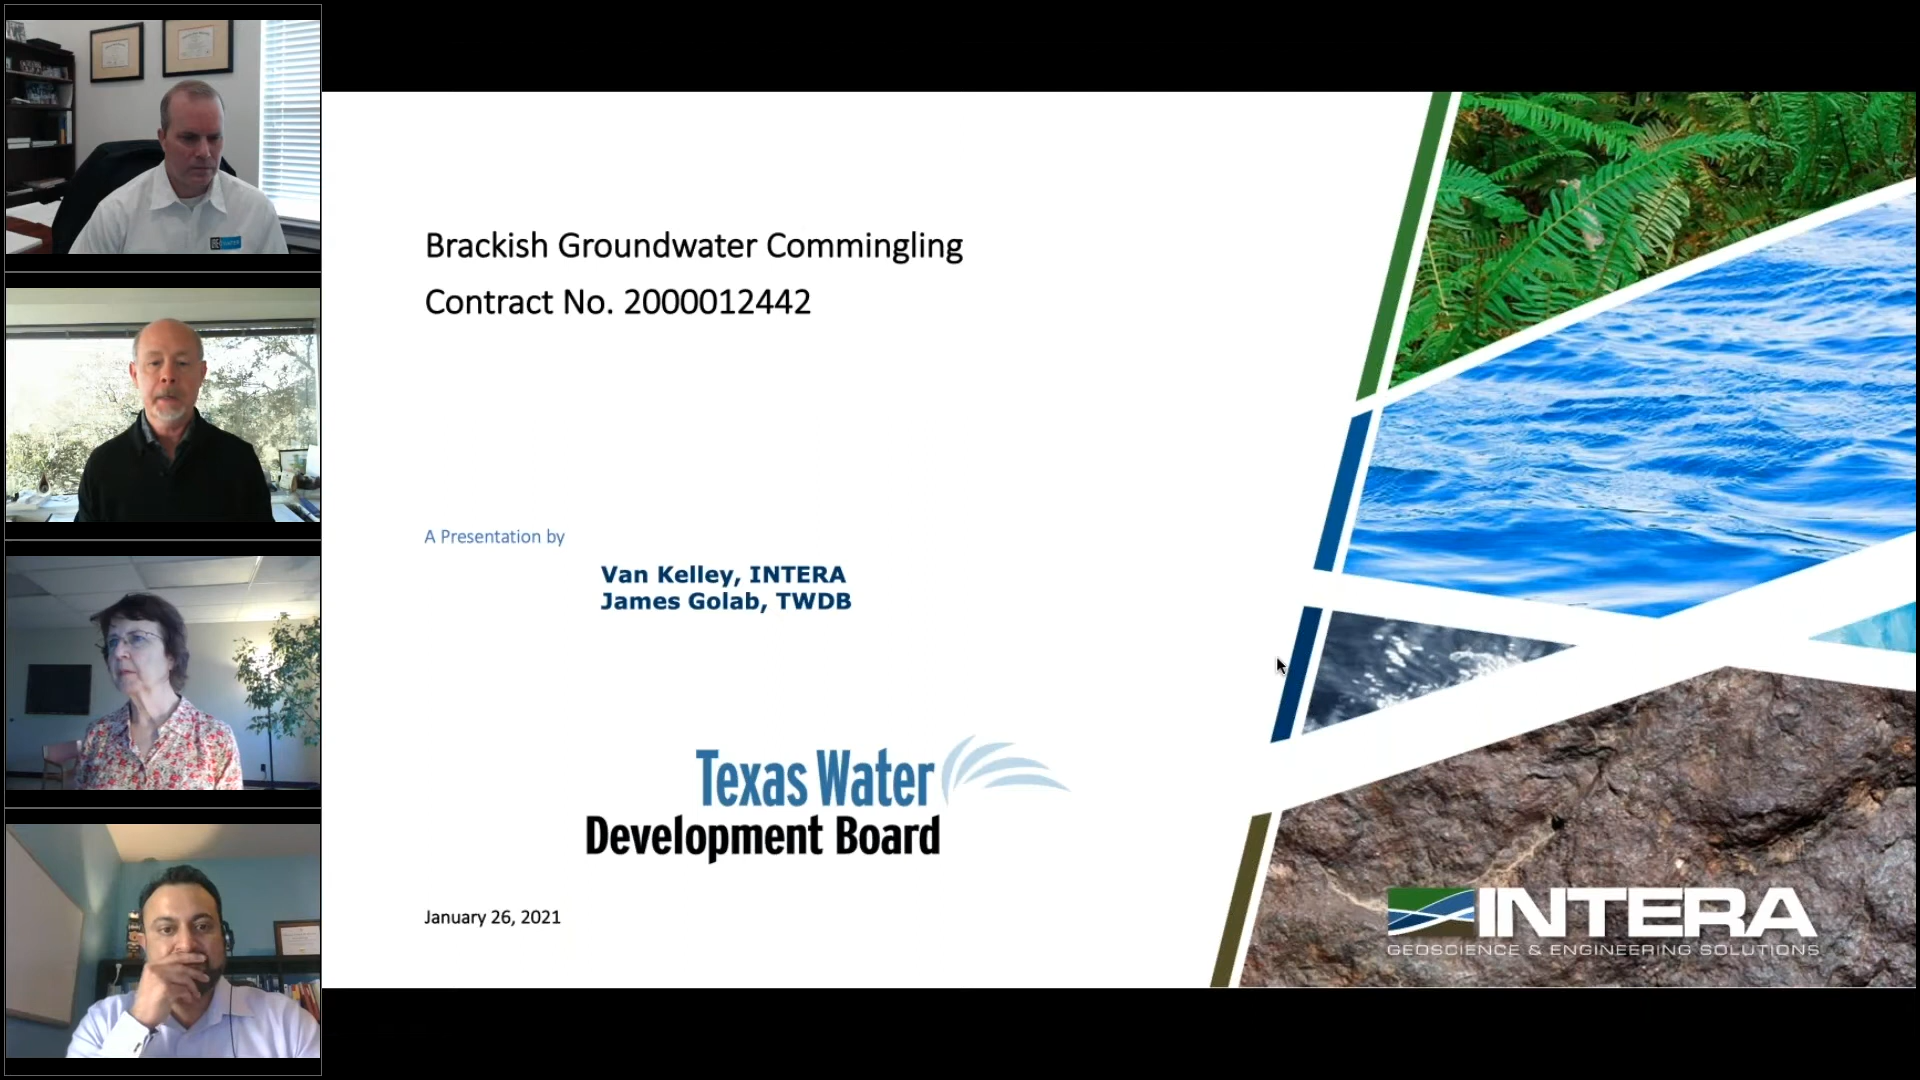 Brackish Groundwater Commingling
Contract No. 2000012442
A Presentation by
Van Kelley, INTERA
James Golab, TWDB
Texas Water
Development Board
January 26, 2021
INTERA
GEOSCIENCE & ENGINEERING SOLUTIONS